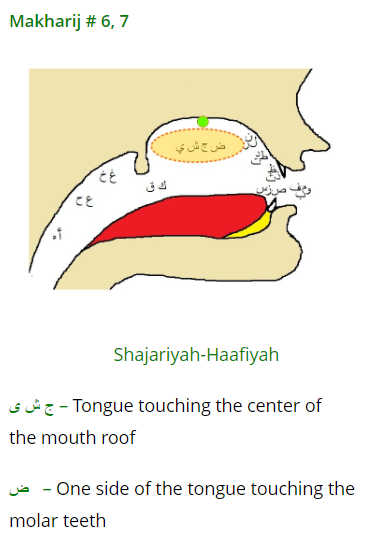 Makharij # 6, 7
ض ج ش ي
ر ل ن
غ خ
ع ح
ق ك
أ ه
Shajariyah-Haafiyah
ج ش ى – Tongue touching the center of
the mouth roof
ض – One side of the tongue touching the
molar teeth